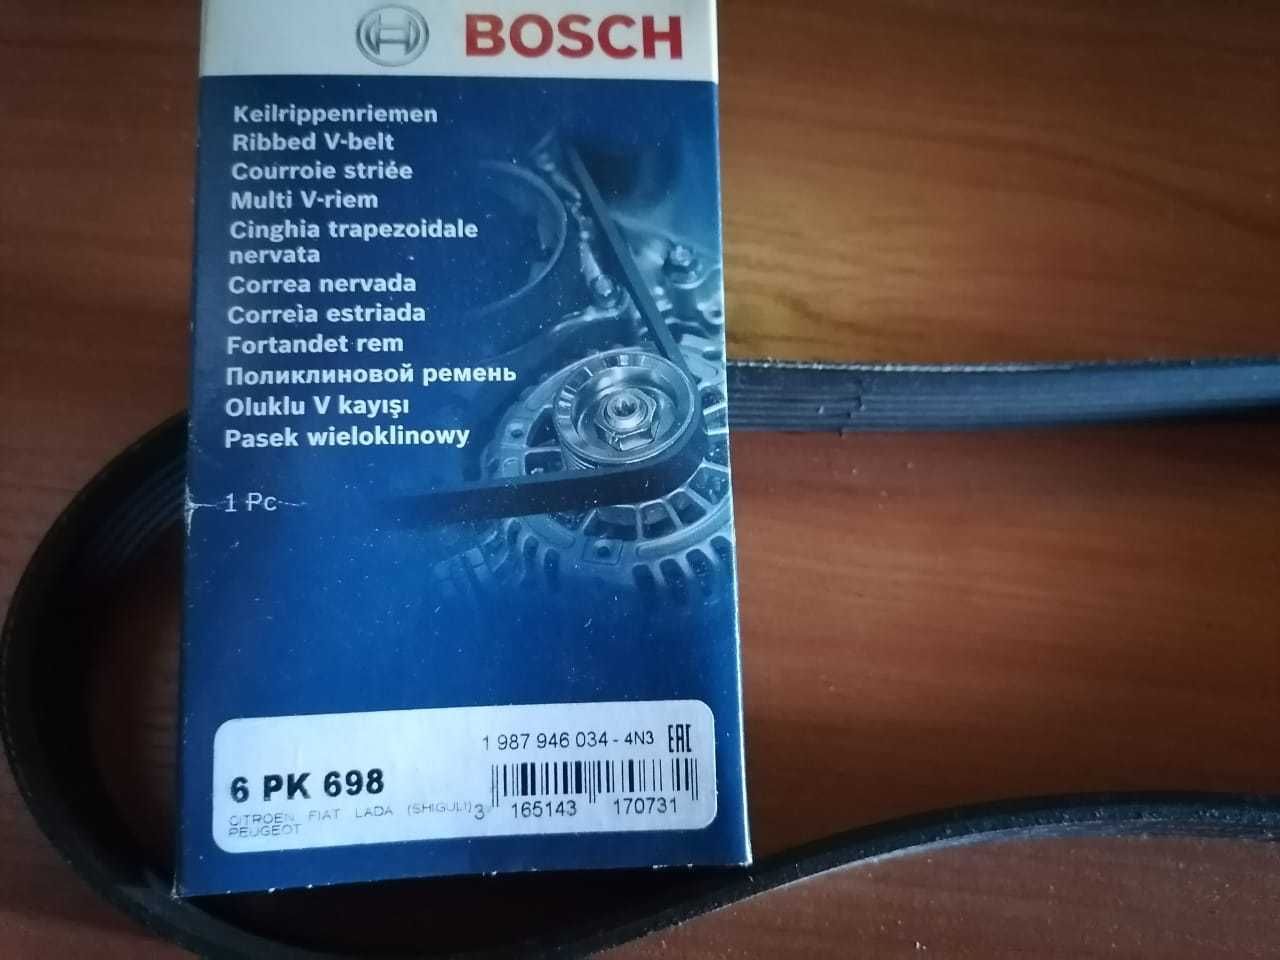 BOSCH
Keilrippenriemen
Ribbed V-belt
Courroie striée
Multi V-riem
Cinghia trapezoidale
nervata
Correa nervada
Correia estriada
Fortandet rem
Поликлиновой ремень
Oluklu V kayışı
Pasek wieloklinowy
1 Pc
1 987 946 034 - 4N3 EAC
6 PK 698
CITROEN FIAT LADA (SHIGULI)
PEUGEOT
3 165143 170731